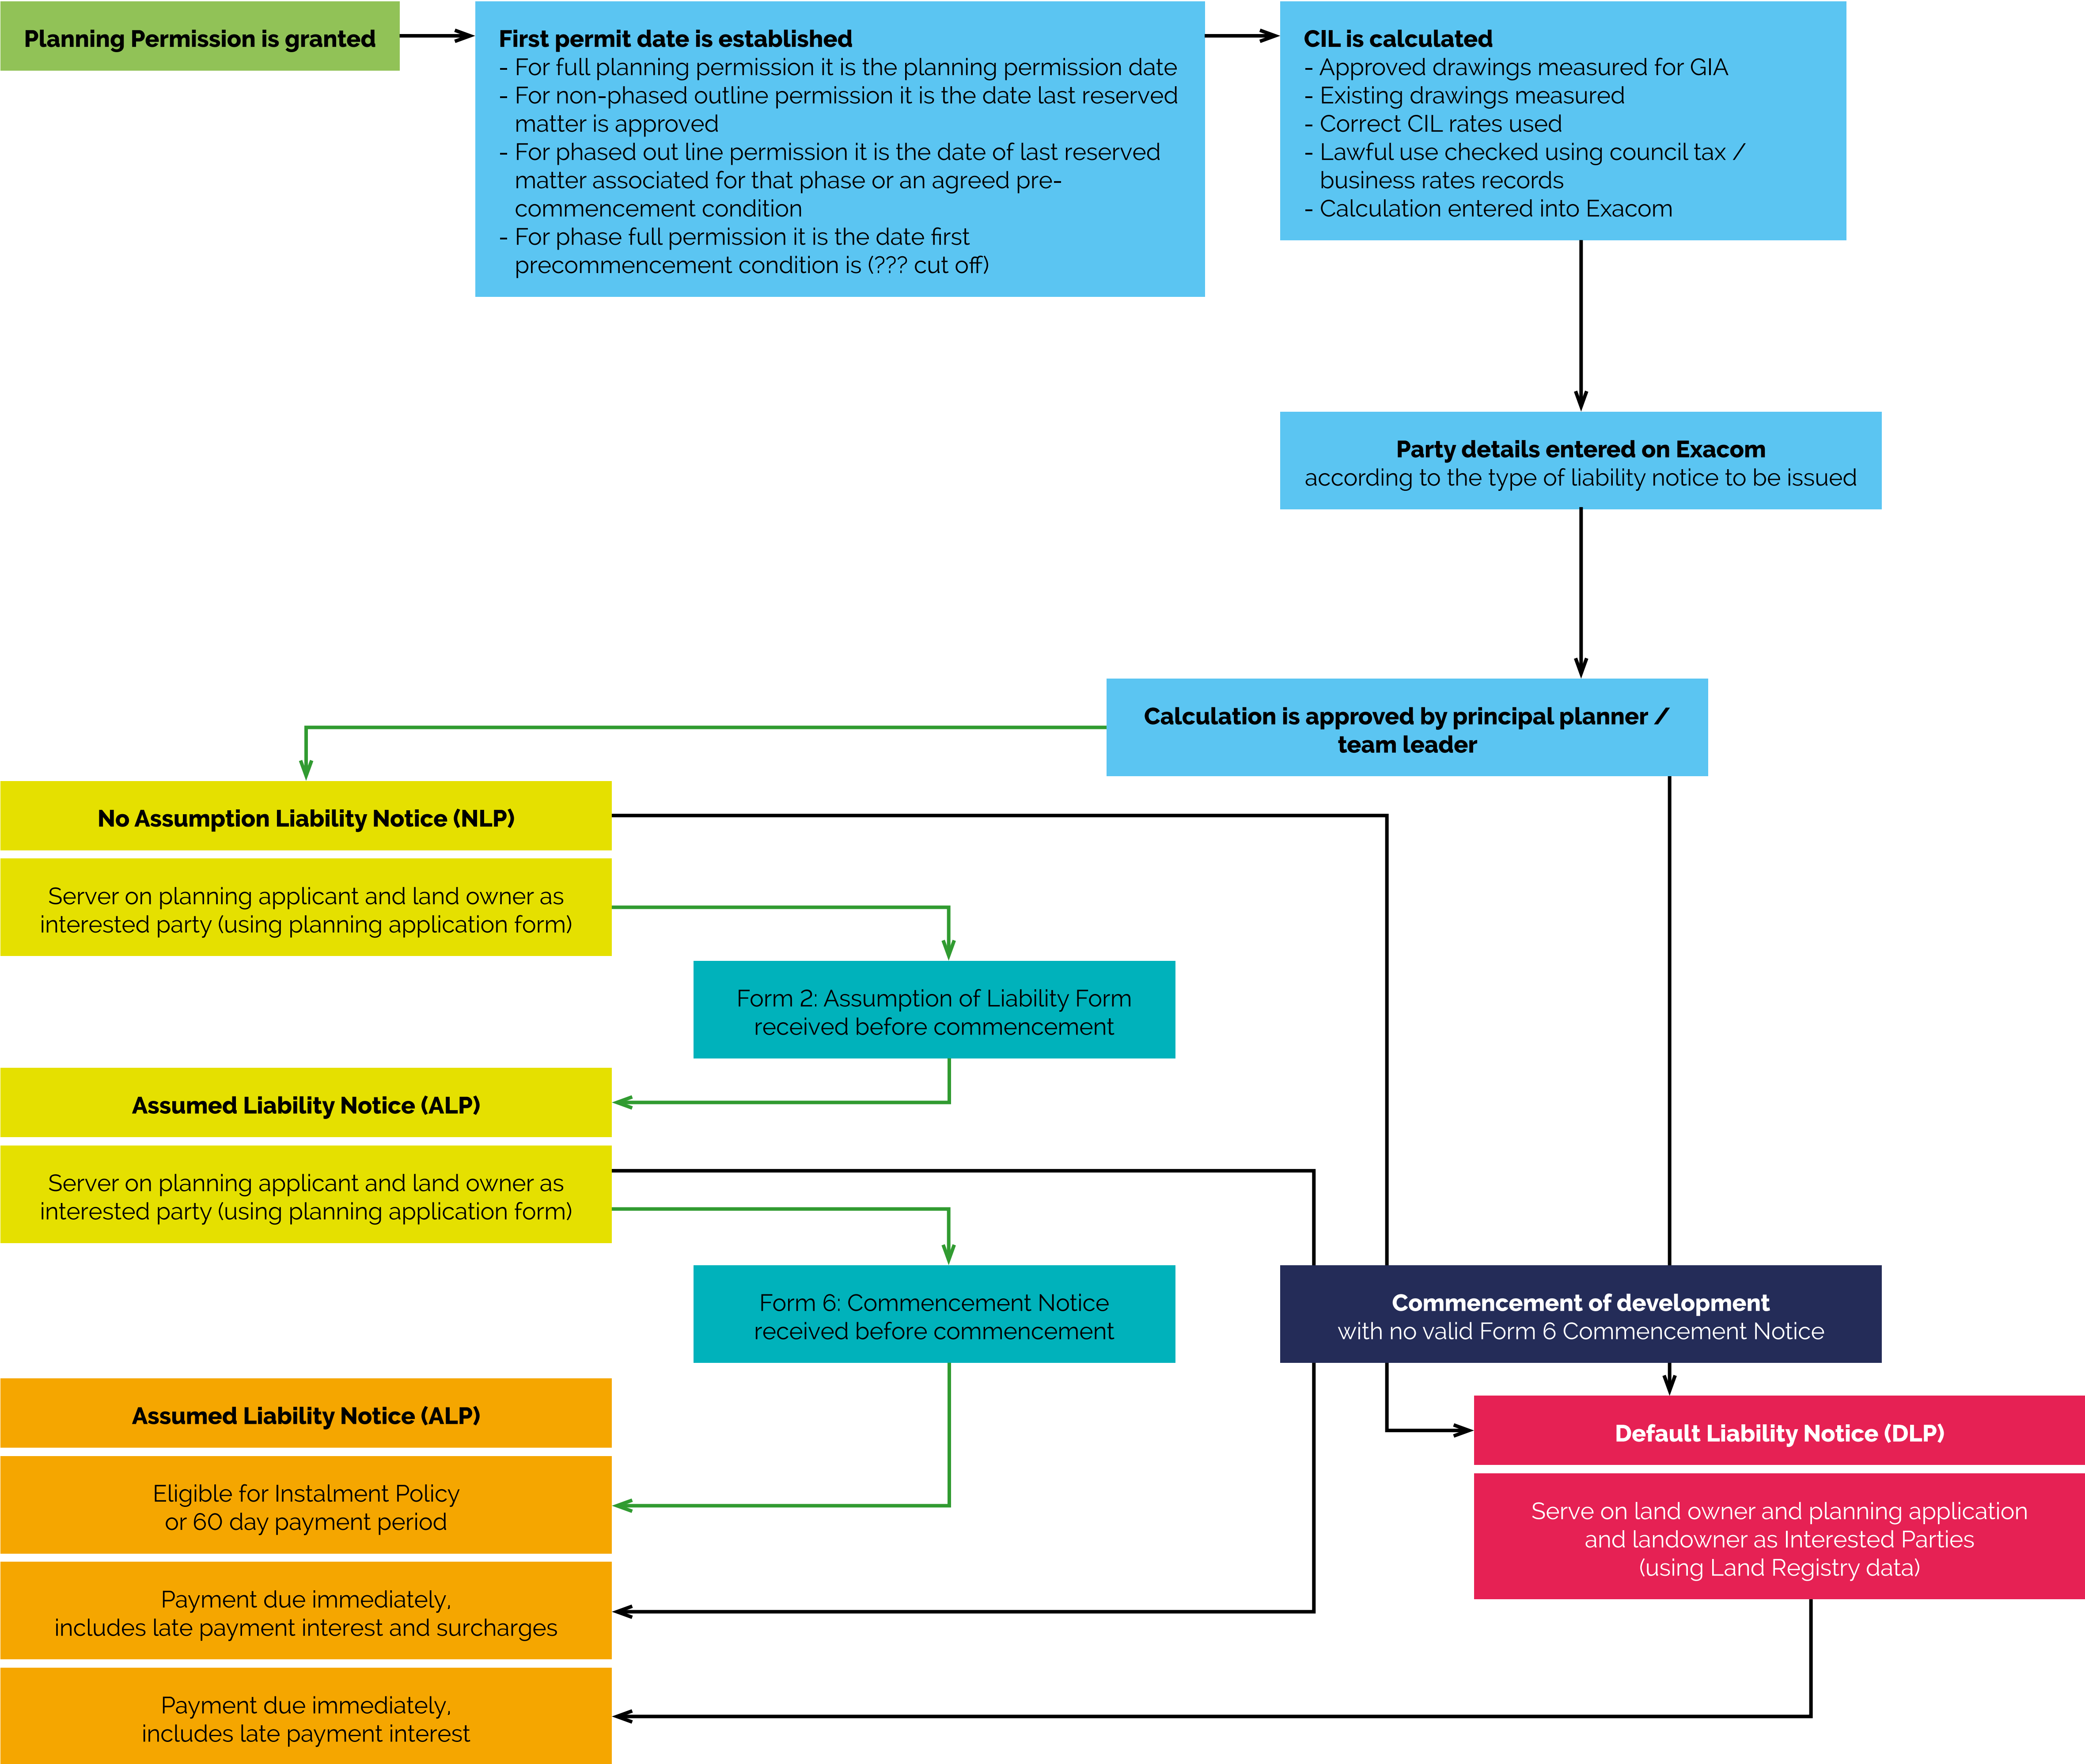 Planning Permission is granted
First permit date is established
- For full planning permission it is the planning permission date
- For non-phased outline permission it is the date last reserved
matter is approved
- For phased out line permission it is the date of last reserved
matter associated for that phase or an agreed pre-
commencement condition
- For phase full permission it is the date first
precommencement condition is (??? cut off)
CIL is calculated
- Approved drawings measured for GIA
- Existing drawings measured
- Correct CIL rates used
- Lawful use checked using council tax /
business rates records
- Calculation entered into Exacom
Party details entered on Exacom
according to the type of liability notice to be issued
Calculation is approved by principal planner /
team leader
No Assumption Liability Notice (NLP)
Server on planning applicant and land owner as
interested party (using planning application form)
Form 2: Assumption of Liability Form
received before commencement
Assumed Liability Notice (ALP)
Server on planning applicant and land owner as
interested party (using planning application form)
Form 6: Commencement Notice
received before commencement
Commencement of development
with no valid Form 6 Commencement Notice
Assumed Liability Notice (ALP)
Eligible for Instalment Policy
or 60 day payment period
Default Liability Notice (DLP)
Serve on land owner and planning application
and landowner as Interested Parties
(using Land Registry data)
Payment due immediately,
includes late payment interest and surcharges
Payment due immediately,
includes late payment interest